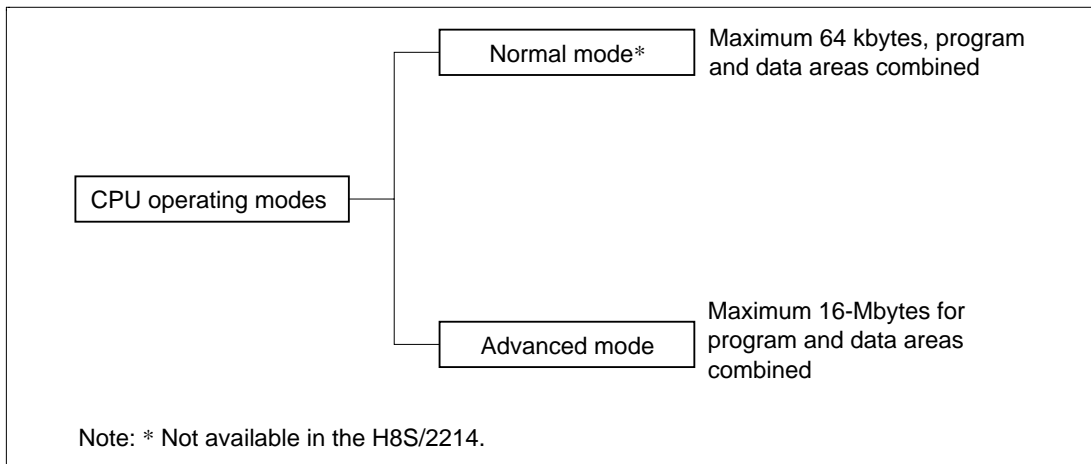 Normal mode*
Maximum 64 kbytes, program
and data areas combined
CPU operating modes
Advanced mode
Maximum 16-Mbytes for
program and data areas
combined
Note: * Not available in the H8S/2214.